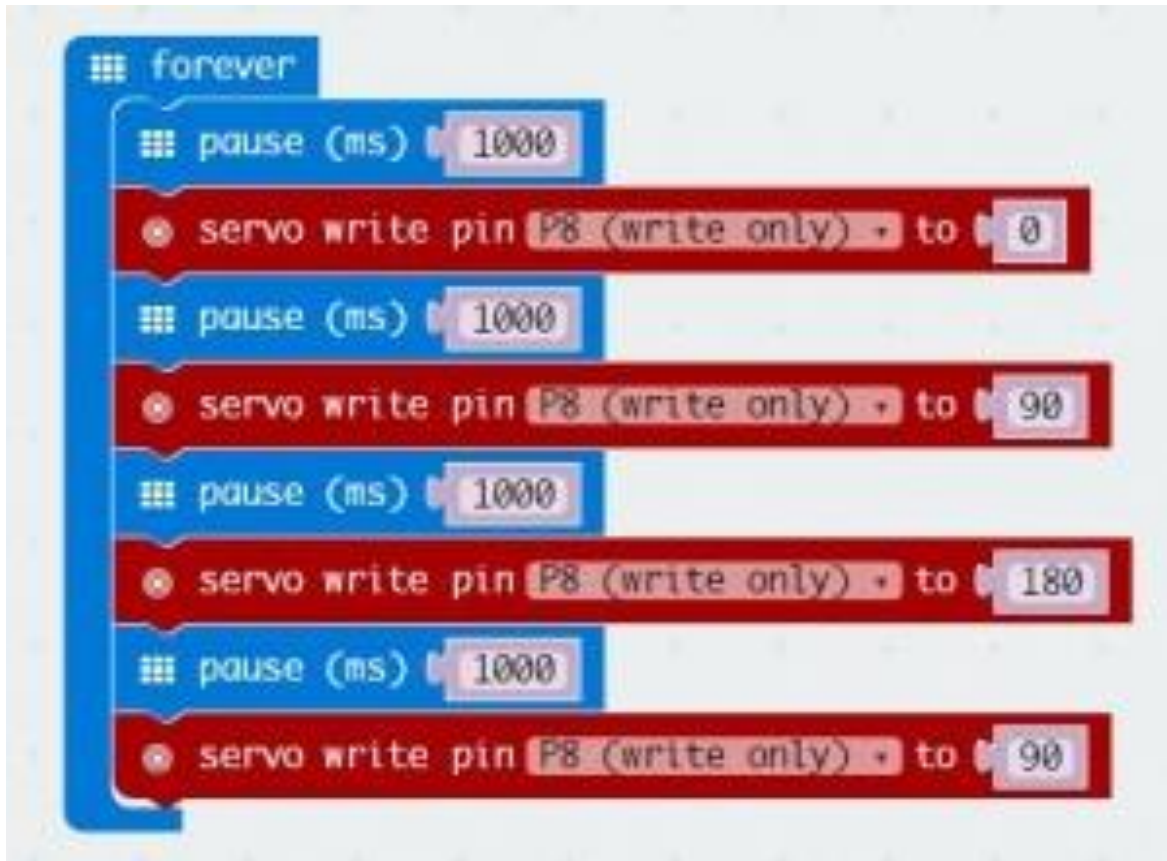 forever
pause (ms) 1000
servo write pin P8 (write only) to 0
pause (ms) 1000
servo write pin P8 (write only) to 90
pause (ms) 1000
servo write pin P8 (write only) to 180
pause (ms) 1000
servo write pin P8 (write only) to 90